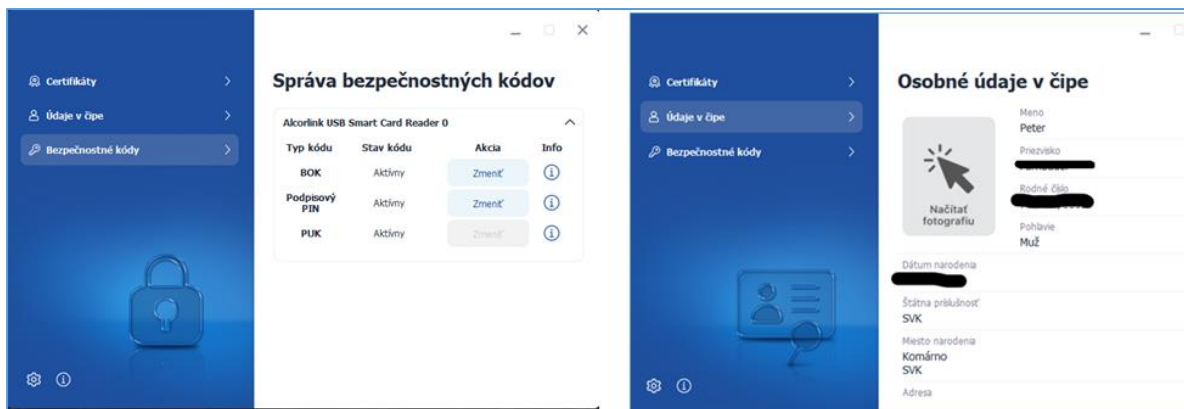 Certifikáty
Údaje v čipe
Bezpečnostné kódy
Správa bezpečnostných kódov
Alcorlink USB Smart Card Reader 0
Typ kódu Stav kódu Akcia Info
BOK Aktívny Zmeniť
Podpisový
PIN Aktívny Zmeniť
PUK Aktívny Zmeniť
Certifikáty
Údaje v čipe
Bezpečnostné kódy
Osobné údaje v čipe
Načítať
fotografiu
Meno
Peter
Priezvisko
Rodné číslo
Pohlavie
Muž
Dátum narodenia
Štátna príslušnosť
SVK
Miesto narodenia
Komárno
SVK
Adresa